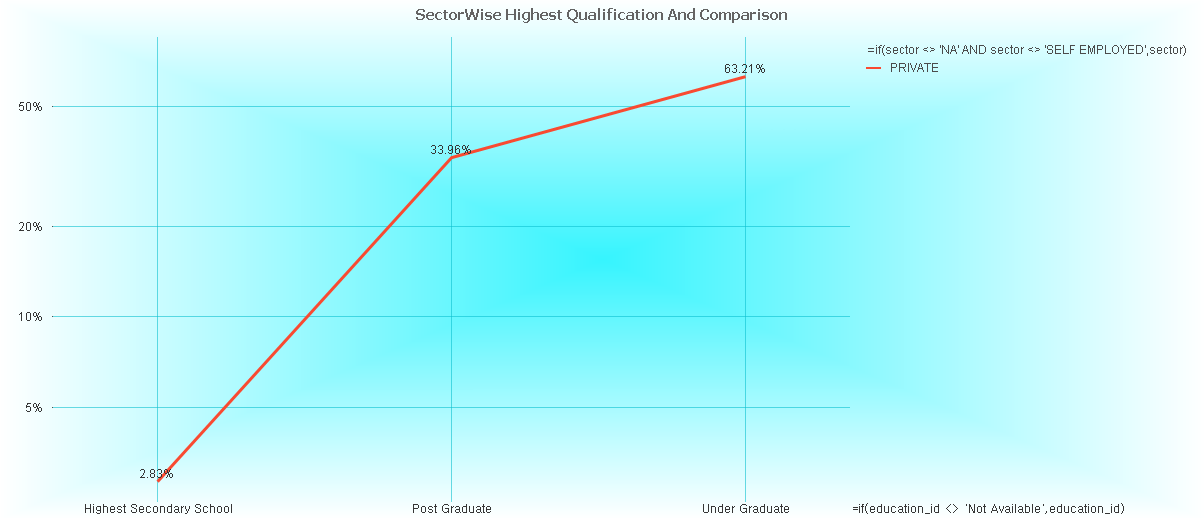 SectorWise Highest Qualification And Comparison
=if(sector <> 'NA' AND sector <> 'SELF EMPLOYED',sector)
PRIVATE
63.21%
50%
33.96%
20%
10%
5%
2.83%
Highest Secondary School Post Graduate Under Graduate =if(education_id <> 'Not Available',education_id)